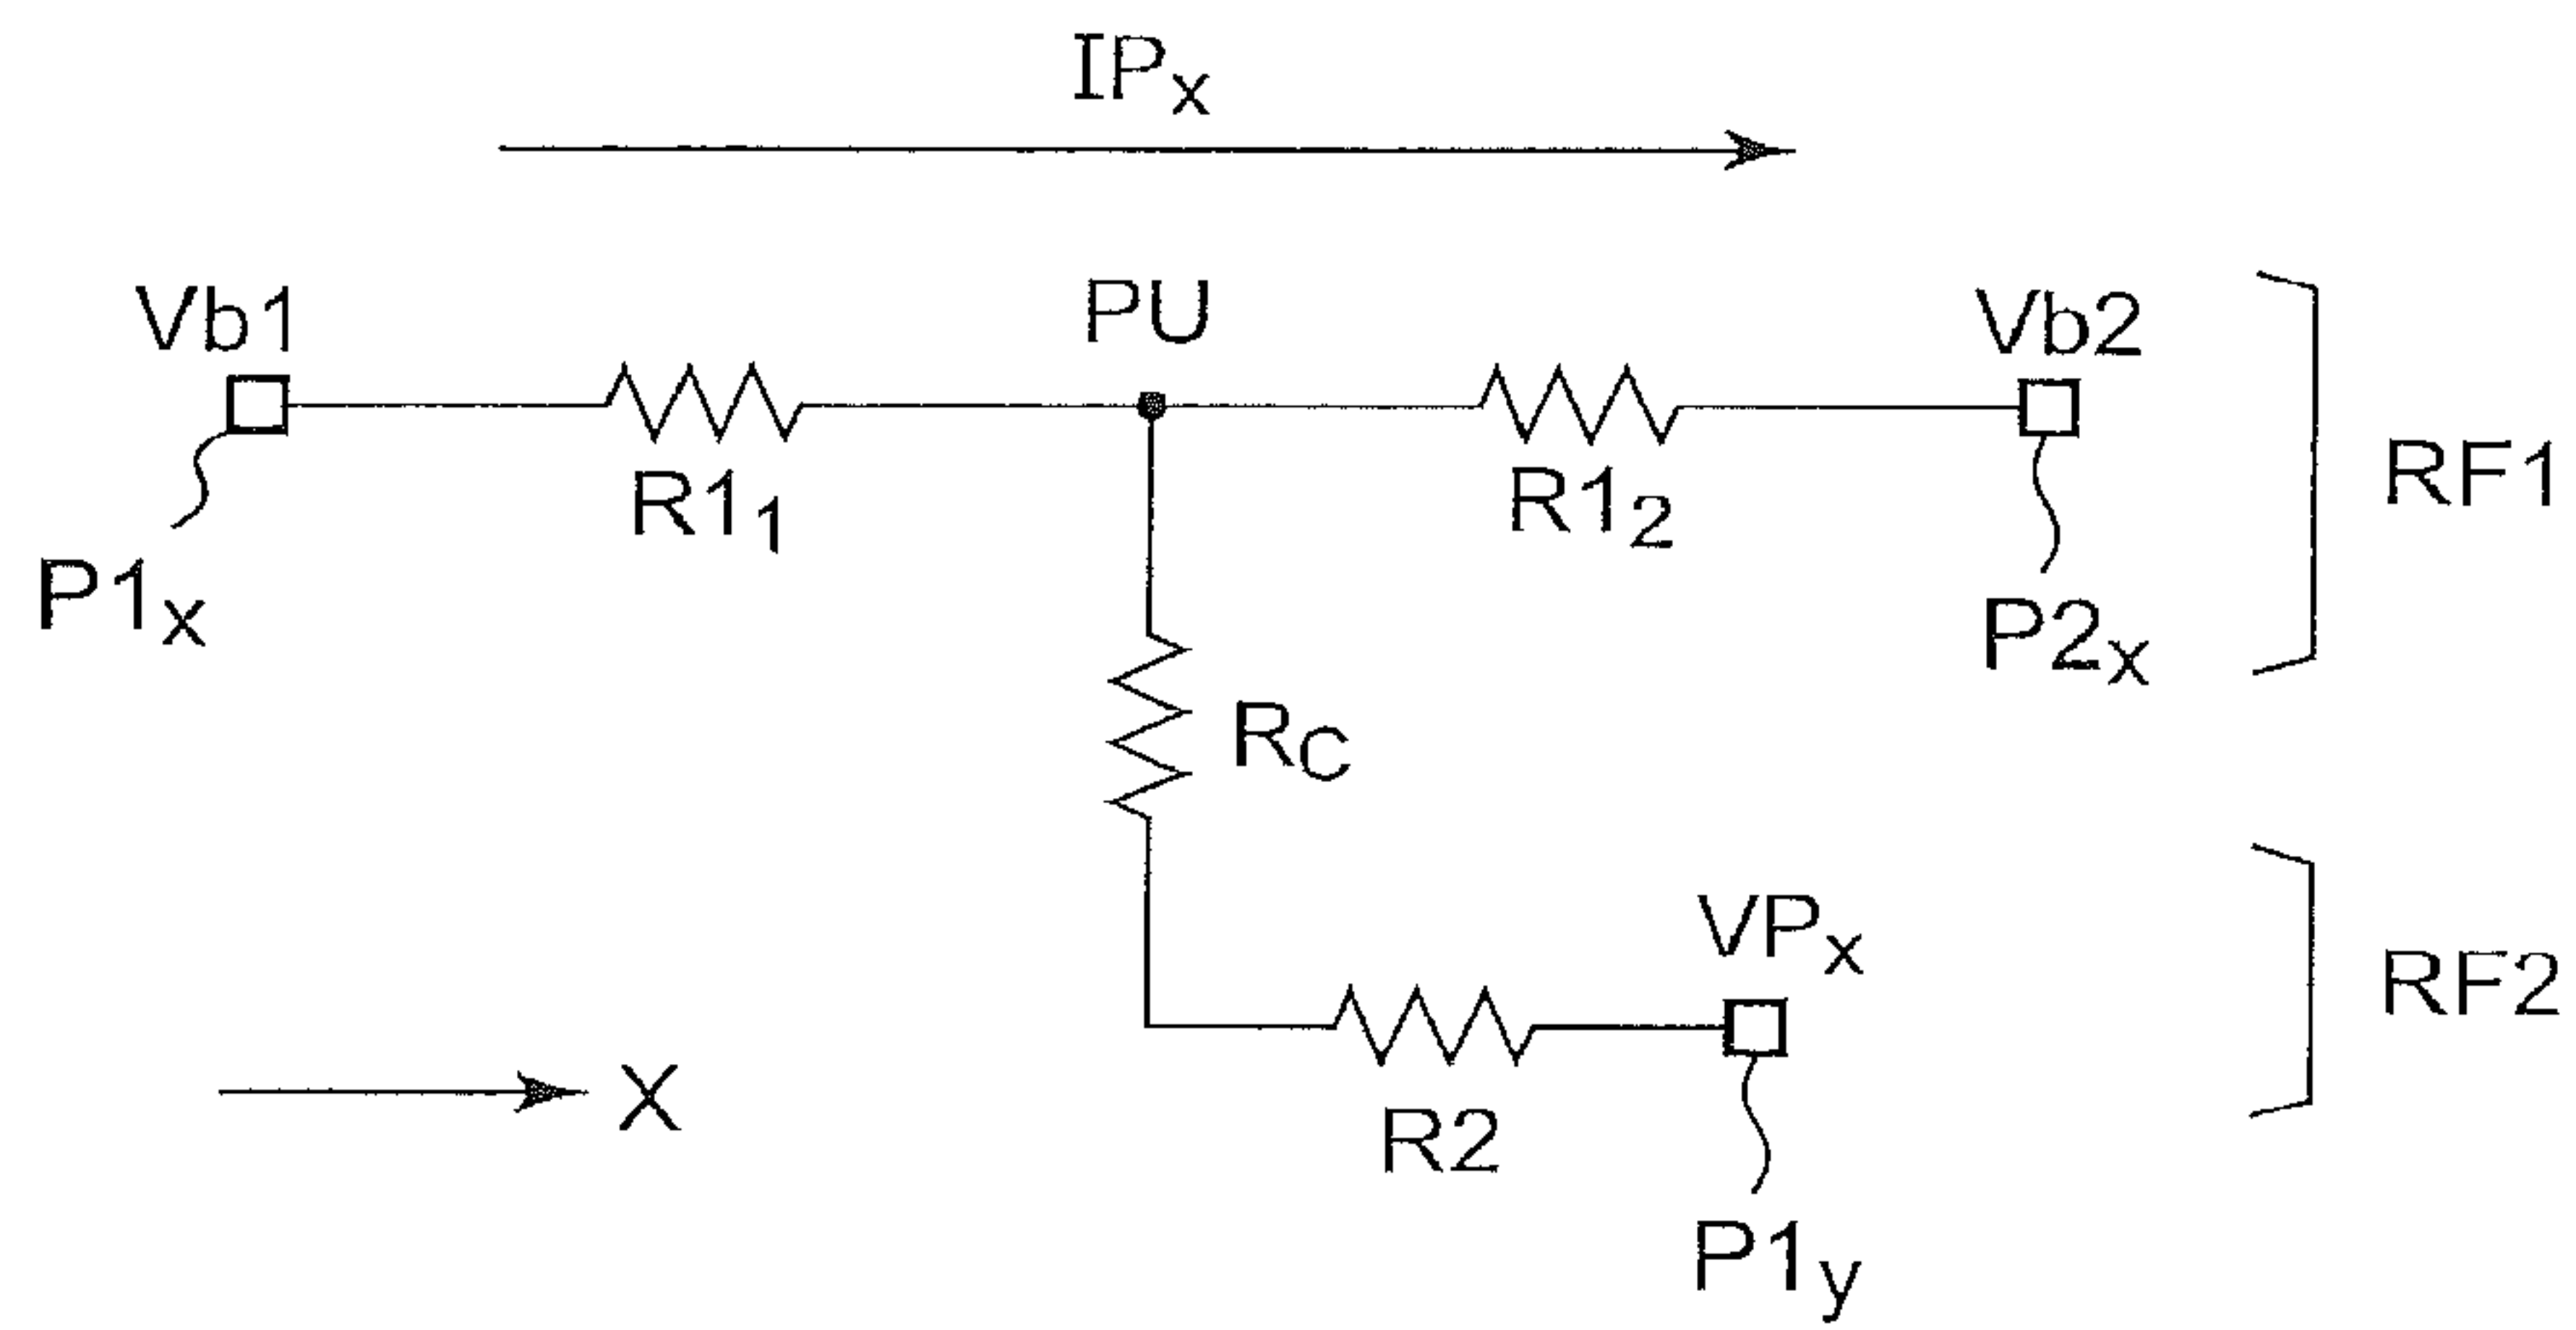 IPx
Vb1
PU
Vb2
R1₁
R1₂
RF1
P1x
P2x
RC
VPx
RF2
X
R2
P1y